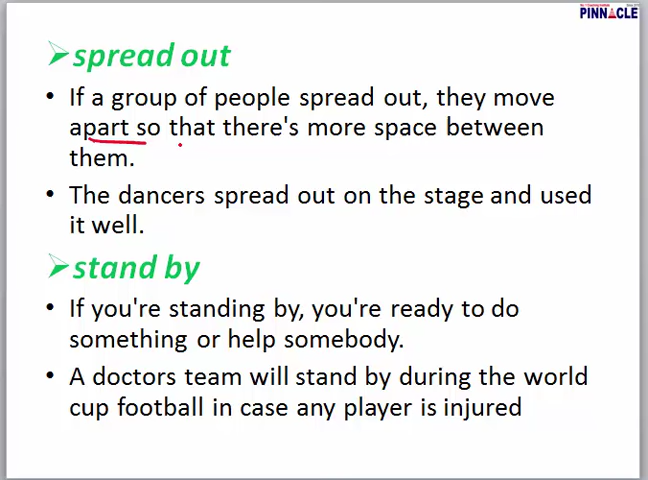 PINNACLE
spread out
If a group of people spread out, they move
apart so that there's more space between
them.
The dancers spread out on the stage and used
it well.
stand by
If you're standing by, you're ready to do
something or help somebody.
A doctors team will stand by during the world
cup football in case any player is injured